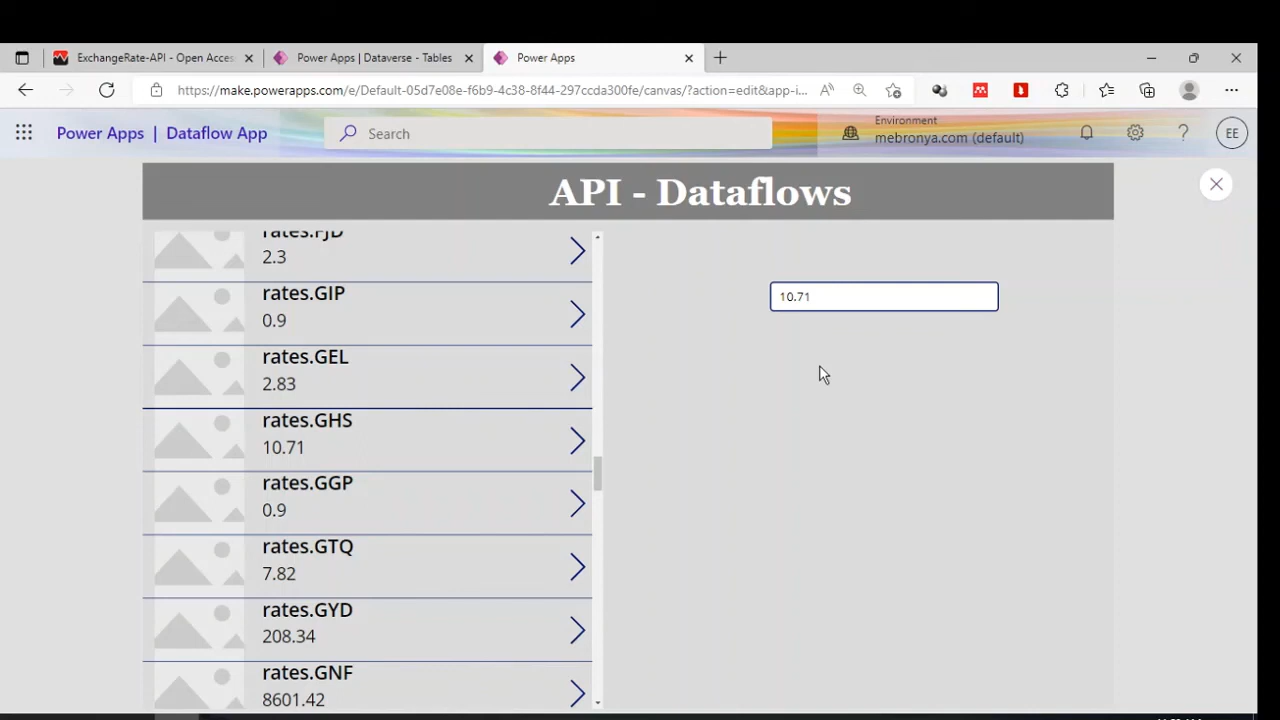 ExchangeRate-API - Open Acces
Power Apps | Dataverse - Tables
Power Apps
https://make.powerapps.com/e/Default-05d7e08e-f6b9-4c38-8f44-297ccda300fe/canvas/?action=edit&app-i...
Power Apps | Dataflow App
Search
Environment
mebronya.com (default)
EE
API - Dataflows
rates.FJD
2.3
10.71
rates.GIP
0.9
rates.GEL
2.83
rates.GHS
10.71
rates.GGP
0.9
rates.GTQ
7.82
rates.GYD
208.34
rates.GNF
8601.42